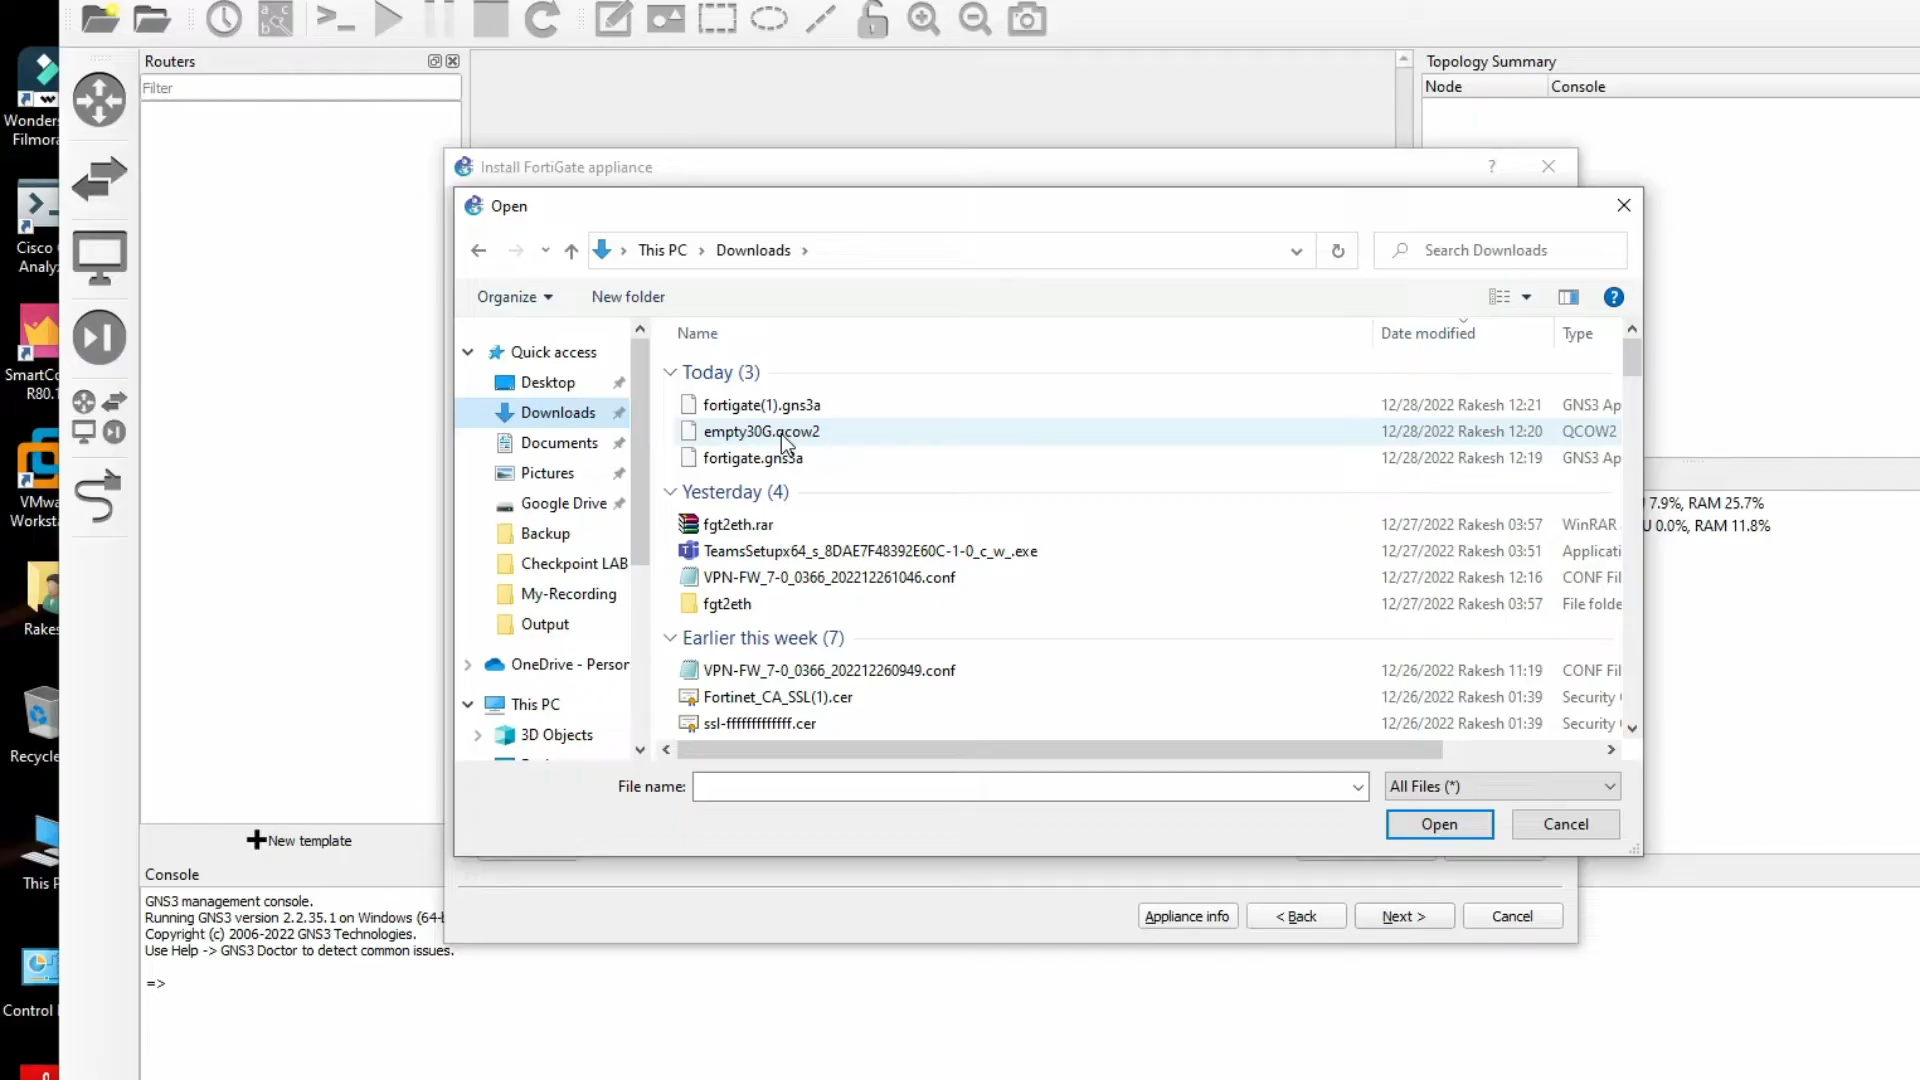 Routers
Filter
Topology Summary
Node
Console
Wonders
Filmora
Cisco
Analyz
SmartCo
R80.
VMwa
Worksta
Rakes
Recycle
This P
Control
Install FortiGate appliance
?
Open
This PC
Downloads
Search Downloads
Organize
New folder
?
Name
Date modified
Type
Quick access
Desktop
Downloads
Documents
Pictures
Google Drive
Backup
Checkpoint LAB
My-Recording
Output
OneDrive - Person
This PC
3D Objects
Today (3)
fortigate(1).gns3a 12/28/2022 Rakesh 12:21 GNS3 Ap
empty30G.qcow2 12/28/2022 Rakesh 12:20 QCOW2
fortigate.gns3a 12/28/2022 Rakesh 12:19 GNS3 Ap
Yesterday (4)
fgt2eth.rar 12/27/2022 Rakesh 03:57 WinRAR
TeamsSetupx64_s_8DAE7F48392E60C-1-0_c_w_.exe 12/27/2022 Rakesh 03:51 Applicati
VPN-FW_7-0_0366_202212261046.conf 12/27/2022 Rakesh 12:16 CONF Fil
fgt2eth 12/27/2022 Rakesh 03:57 File folde
Earlier this week (7)
VPN-FW_7-0_0366_202212260949.conf 12/26/2022 Rakesh 11:19 CONF Fil
Fortinet_CA_SSL(1).cer 12/26/2022 Rakesh 01:39 Security
ssl-fffffffffffff.cer 12/26/2022 Rakesh 01:39 Security
7.9%, RAM 25.7%
U 0.0%, RAM 11.8%
File name:
All Files (*)
Open
Cancel
New template
Appliance info
< Back
Next >
Cancel
Console
GNS3 management console.
Running GNS3 version 2.2.35.1 on Windows (64-b
Copyright (c) 2006-2022 GNS3 Technologies.
Use Help -> GNS3 Doctor to detect common issues.
=>